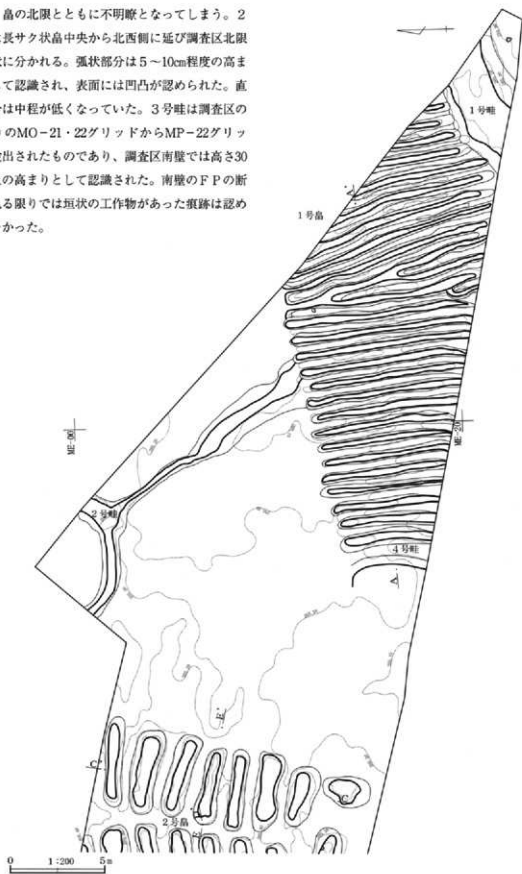 畠の北限とともに不明瞭となってしまう。2
長サク状畠中央から北西側に延び調査区北限
に分かれる。弧状部分は5～10cm程度の高ま
て認識され、表面には凹凸が認められた。直
は中程が低くなっていた。3号畦は調査区の
のMO-21・22グリッドからMP-22グリッ
出されたものであり、調査区南壁では高さ30
の高まりとして認識された。南壁のFPの断
る限りでは垣状の工作物があった痕跡は認め
かった。
1号畦
1号畠
ME-00
ME-20
2号畦
4号畦
A
E'
C'
C
2号畠
E
0 1:200 5m